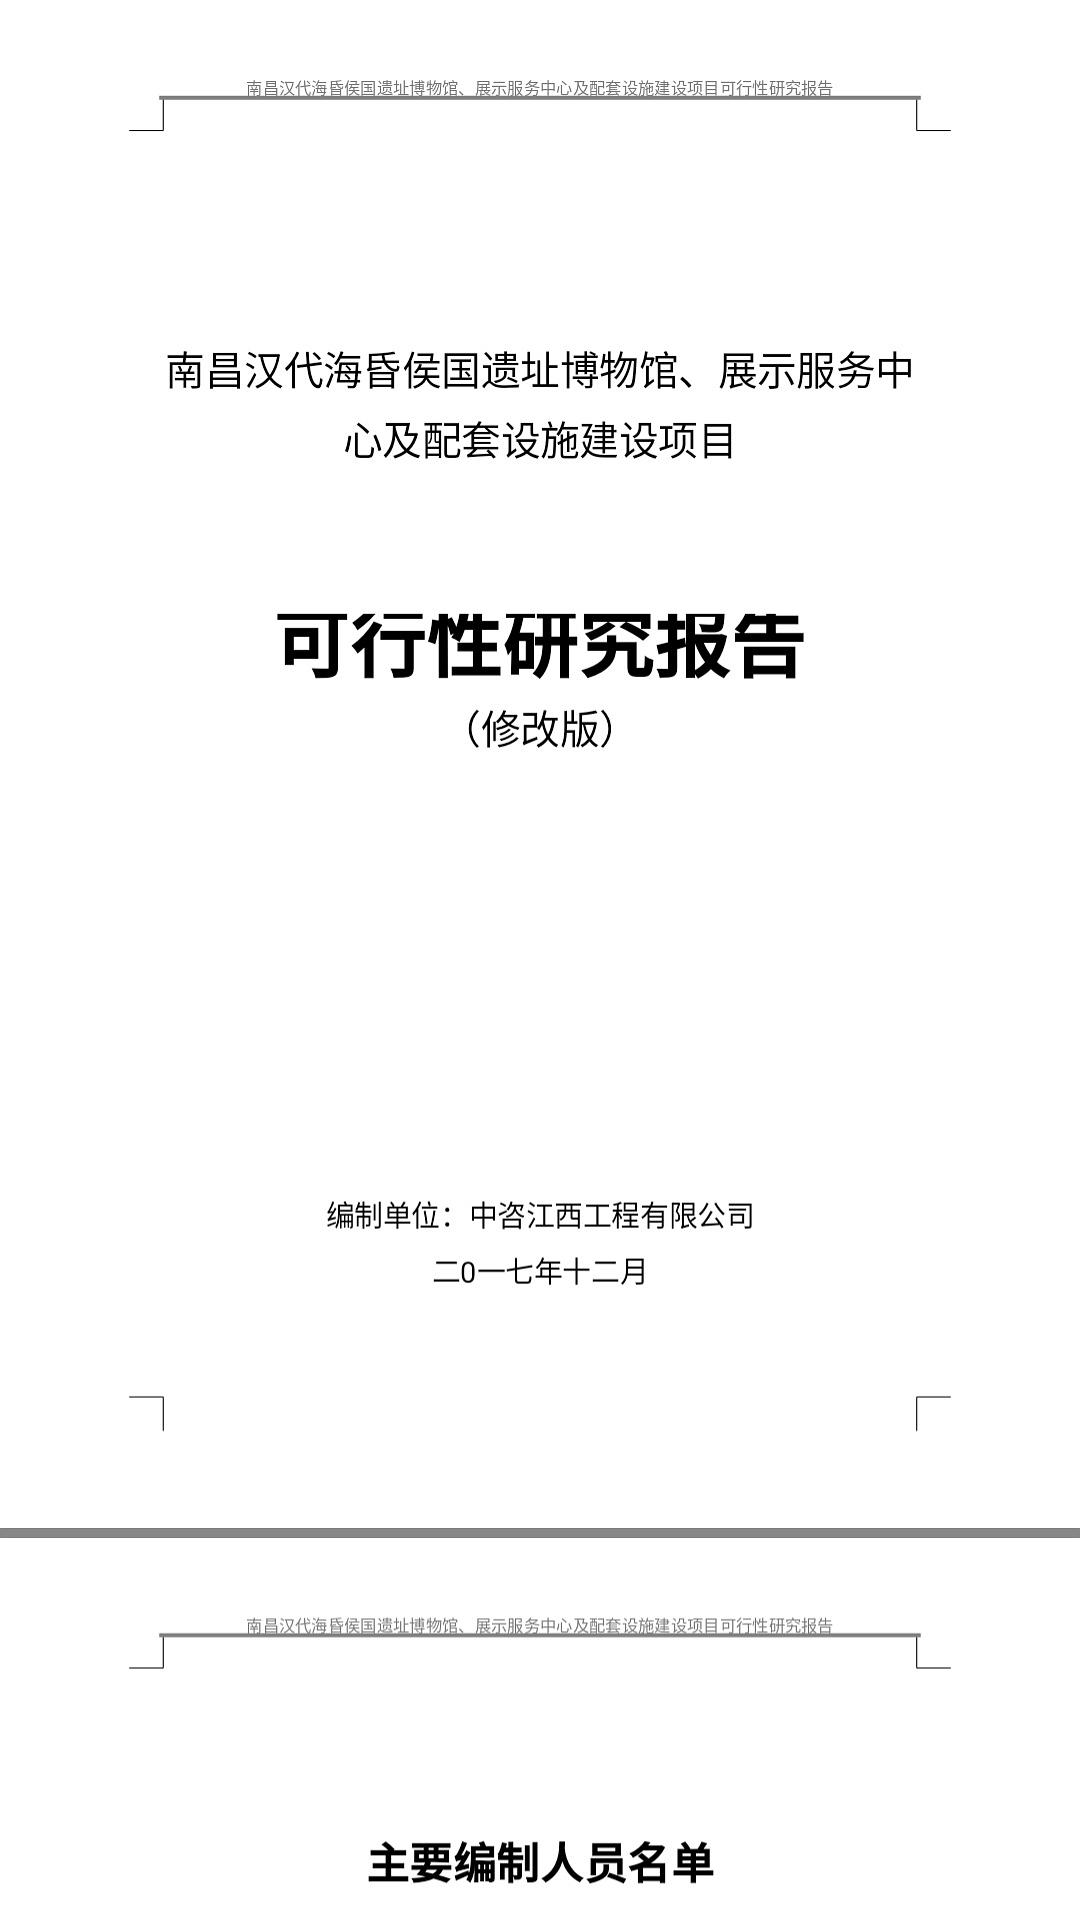 南昌汉代海昏侯国遗址博物馆、展示服务中心及配套设施建设项目可行性研究报告
南昌汉代海昏侯国遗址博物馆、展示服务中
心及配套设施建设项目
可行性研究报告
（修改版）
编制单位：中咨江西工程有限公司
二0一七年十二月
南昌汉代海昏侯国遗址博物馆、展示服务中心及配套设施建设项目可行性研究报告
主要编制人员名单